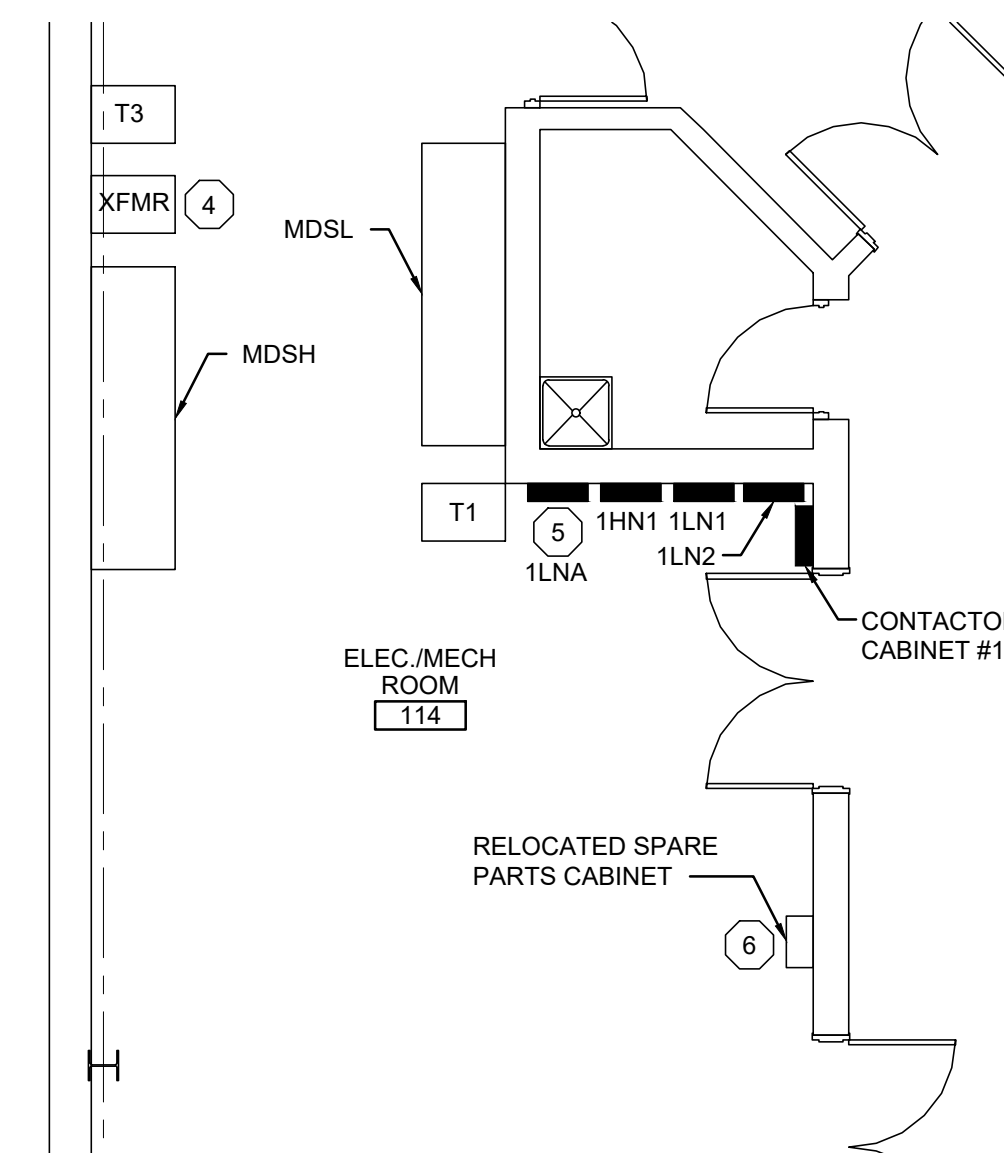 T3
XFMR
4
MDSL
MDSH
T1
5
1HN1
1LN1
1LN2
1LNA
CABINET #1
ELEC./MECH
ROOM
114
RELOCATED SPARE
PARTS CABINET
6